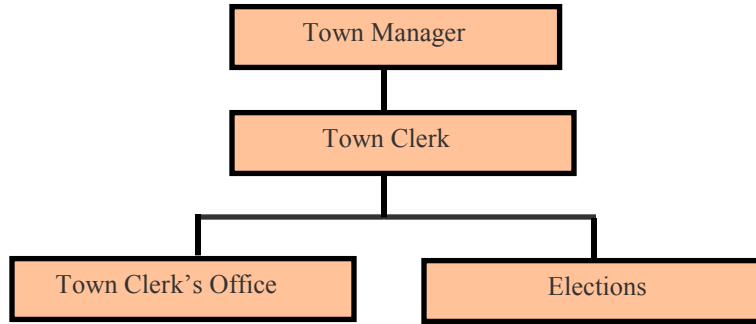 Town Manager
Town Clerk
Town Clerk’s Office
Elections